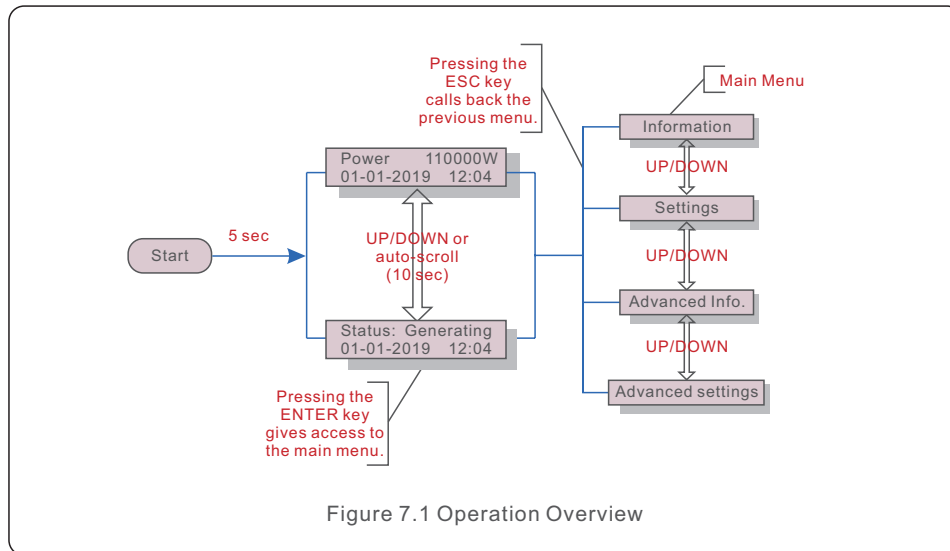 Pressing the
ESC key
calls back the
previous menu.
Main Menu
Information
Power 110000W
01-01-2019 12:04
UP/DOWN
Settings
5 sec
Start
UP/DOWN or
auto-scroll
(10 sec)
UP/DOWN
Advanced Info.
Status: Generating
01-01-2019 12:04
UP/DOWN
Advanced settings
Pressing the
ENTER key
gives access to
the main menu.
Figure 7.1 Operation Overview